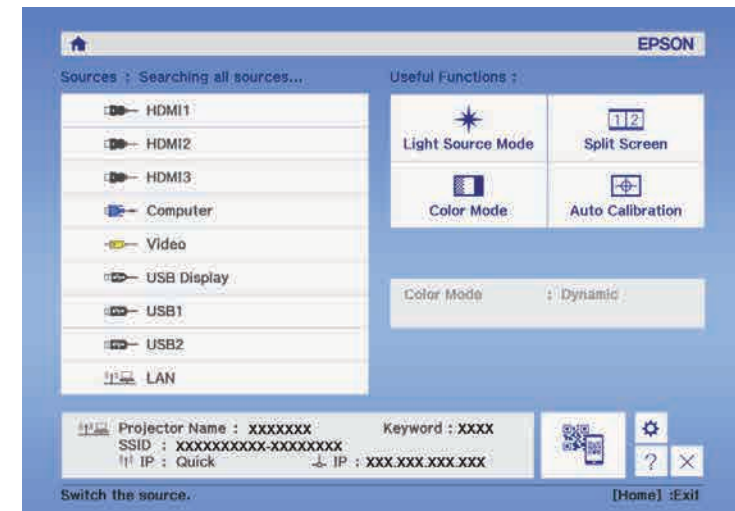 EPSON
Sources : Searching all sources...
HDMI1
HDMI2
HDMI3
Computer
Video
USB Display
USB1
USB2
LAN
Useful Functions :
Light Source Mode
1 2
Split Screen
Color Mode
Auto Calibration
Color Mode : Dynamic
Projector Name : XXXXXXX Keyword : XXXX
SSID : XXXXXXXXXX-XXXXXXXX
IP : Quick IP : XXX.XXX.XXX.XXX
?
Switch the source. [Home] :Exit